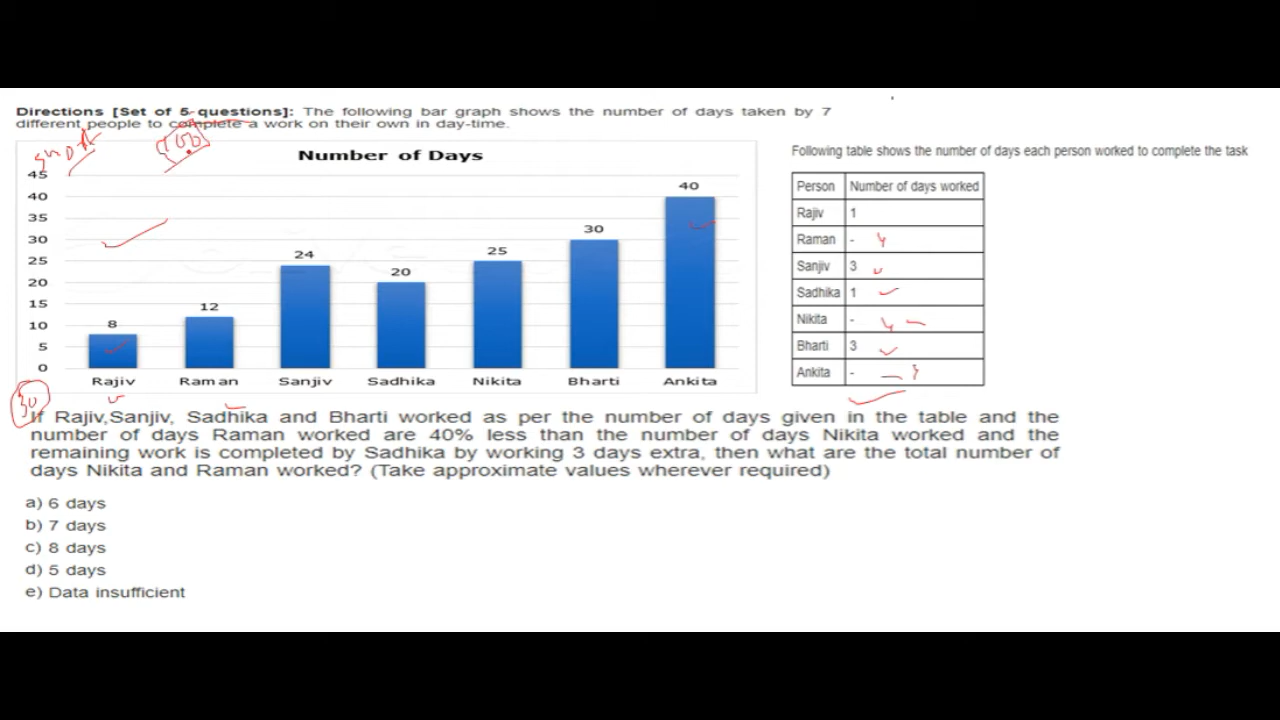 Directions [Set of 5 questions]: The following bar graph shows the number of days taken by 7
different people to complete a work on their own in day-time.
Number of Days
45
40
35
30
25
20
15
10
5
0
8
12
24
20
25
30
40
Rajiv Raman Sanjiv Sadhika Nikita Bharti Ankita
Following table shows the number of days each person worked to complete the task
Person Number of days worked
Rajiv 1
Raman -
Sanjiv 3
Sadhika 1
Nikita -
Bharti 3
Ankita -
30
If Rajiv,Sanjiv, Sadhika and Bharti worked as per the number of days given in the table and the
number of days Raman worked are 40% less than the number of days Nikita worked and the
remaining work is completed by Sadhika by working 3 days extra, then what are the total number of
days Nikita and Raman worked? (Take approximate values wherever required)
a) 6 days
b) 7 days
c) 8 days
d) 5 days
e) Data insufficient